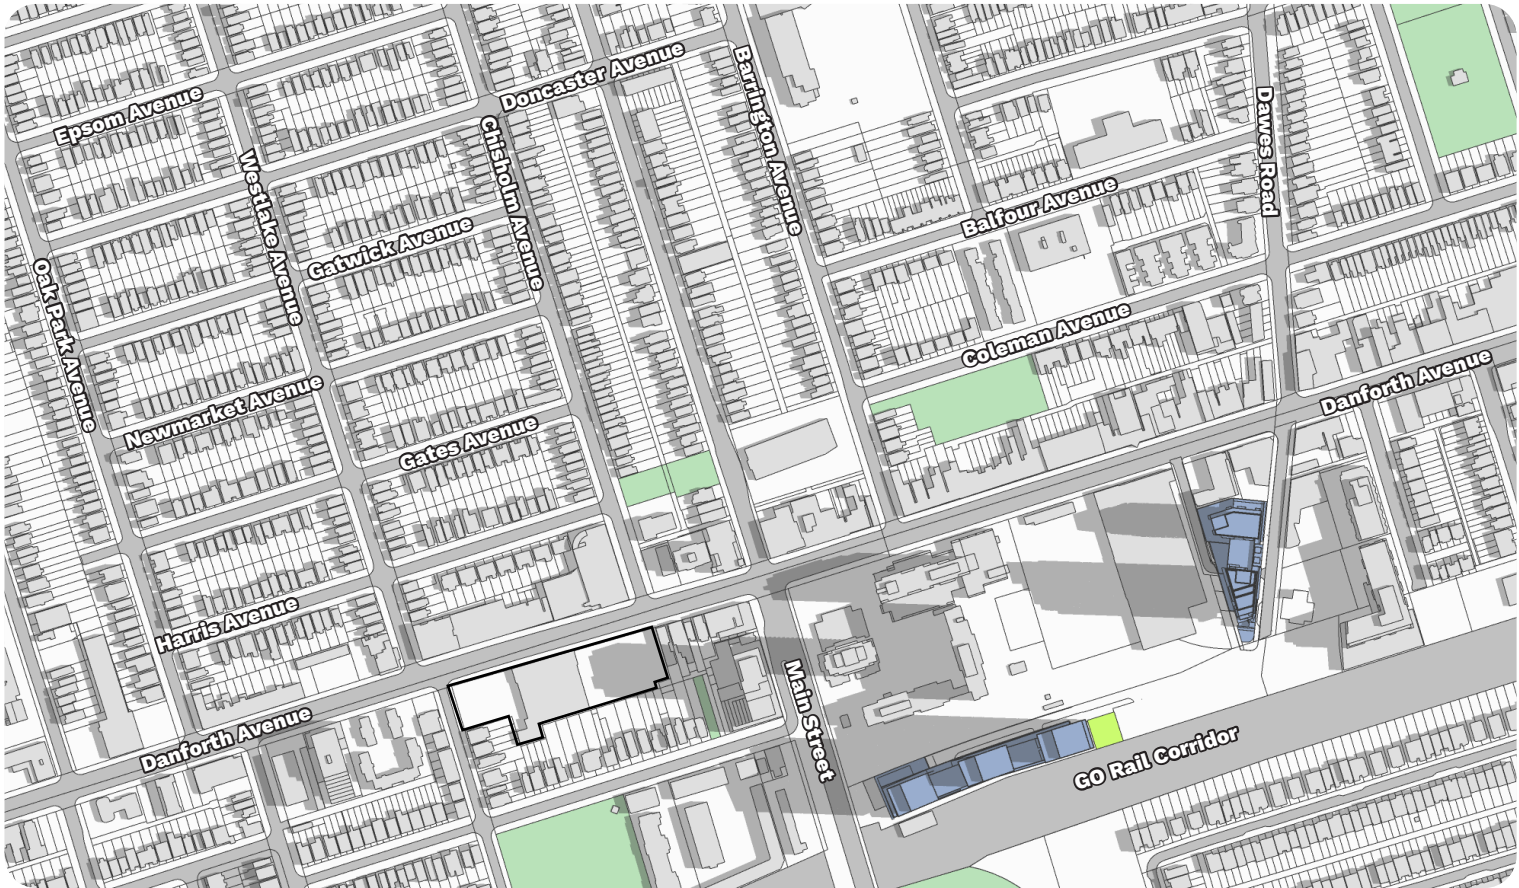 Doncaster Avenue
Epsom Avenue
Barrington Avenue
Dawes Road
Chisholm Avenue
Westlake Avenue
Balfour Avenue
Gatwick Avenue
Oak Park Avenue
Coleman Avenue
Danforth Avenue
Newmarket Avenue
Gates Avenue
Harris Avenue
Main Street
Danforth Avenue
GO Rail Corridor